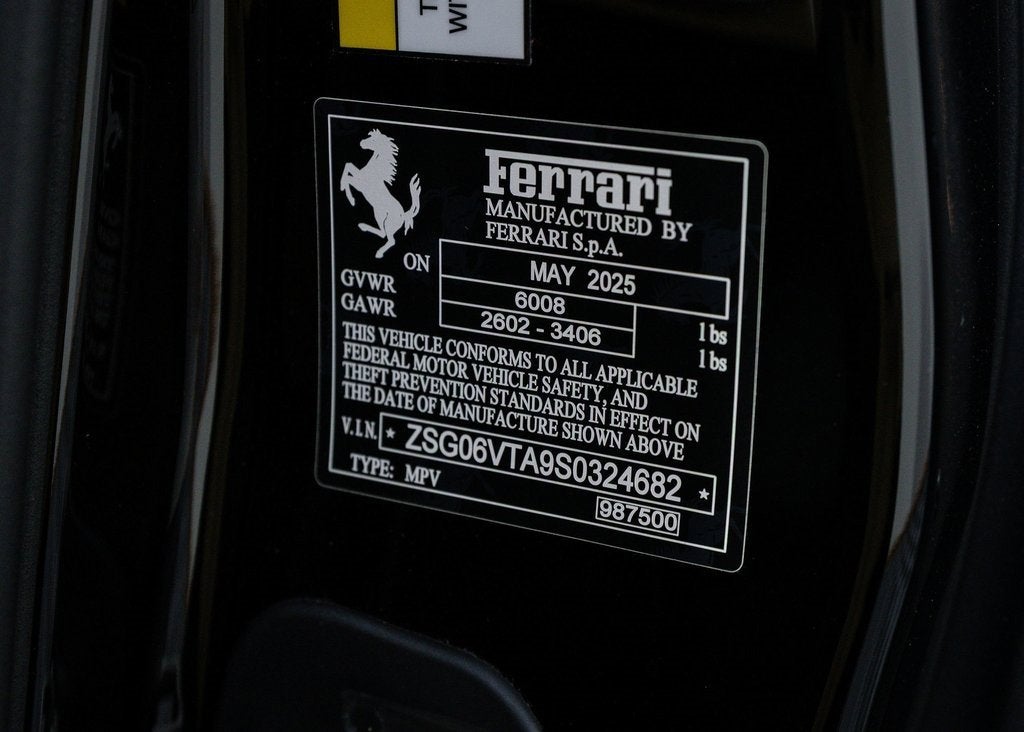 T
WI
Ferrari
MANUFACTURED BY
FERRARI S.p.A.
ON MAY 2025
GVWR 6008 lbs
GAWR 2602 - 3406 lbs
THIS VEHICLE CONFORMS TO ALL APPLICABLE
FEDERAL MOTOR VEHICLE SAFETY, AND
THEFT PREVENTION STANDARDS IN EFFECT ON
THE DATE OF MANUFACTURE SHOWN ABOVE
V.I.N. * ZSG06VTA9S0324682 *
TYPE: MPV
987500